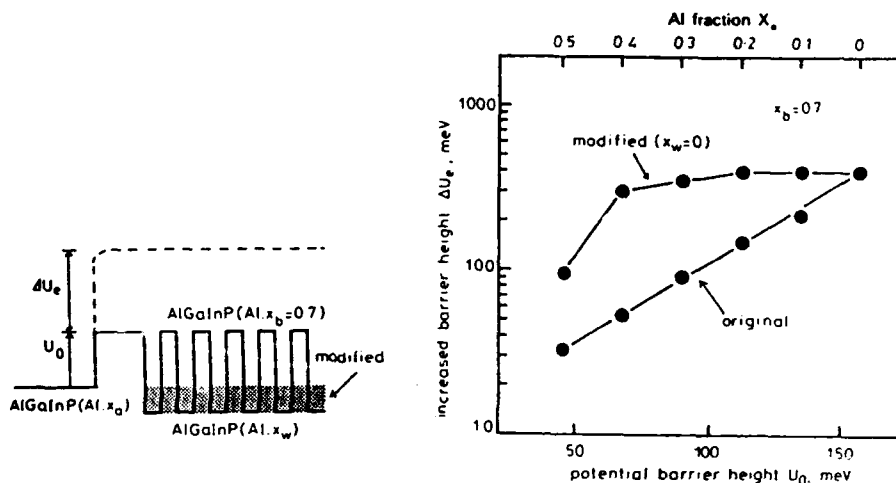 ΔUe
U0
AlGaInP(Al.xb=0.7)
modified
AlGaInP(Al.xa)
AlGaInP(Al.xw)
Al fraction Xa
0.5 0.4 0.3 0.2 0.1 0
increased barrier height ΔUe, meV
1000
100
1.0
xb=0.7
modified (xw=0)
original
50 100 150
potential barrier height U0, meV